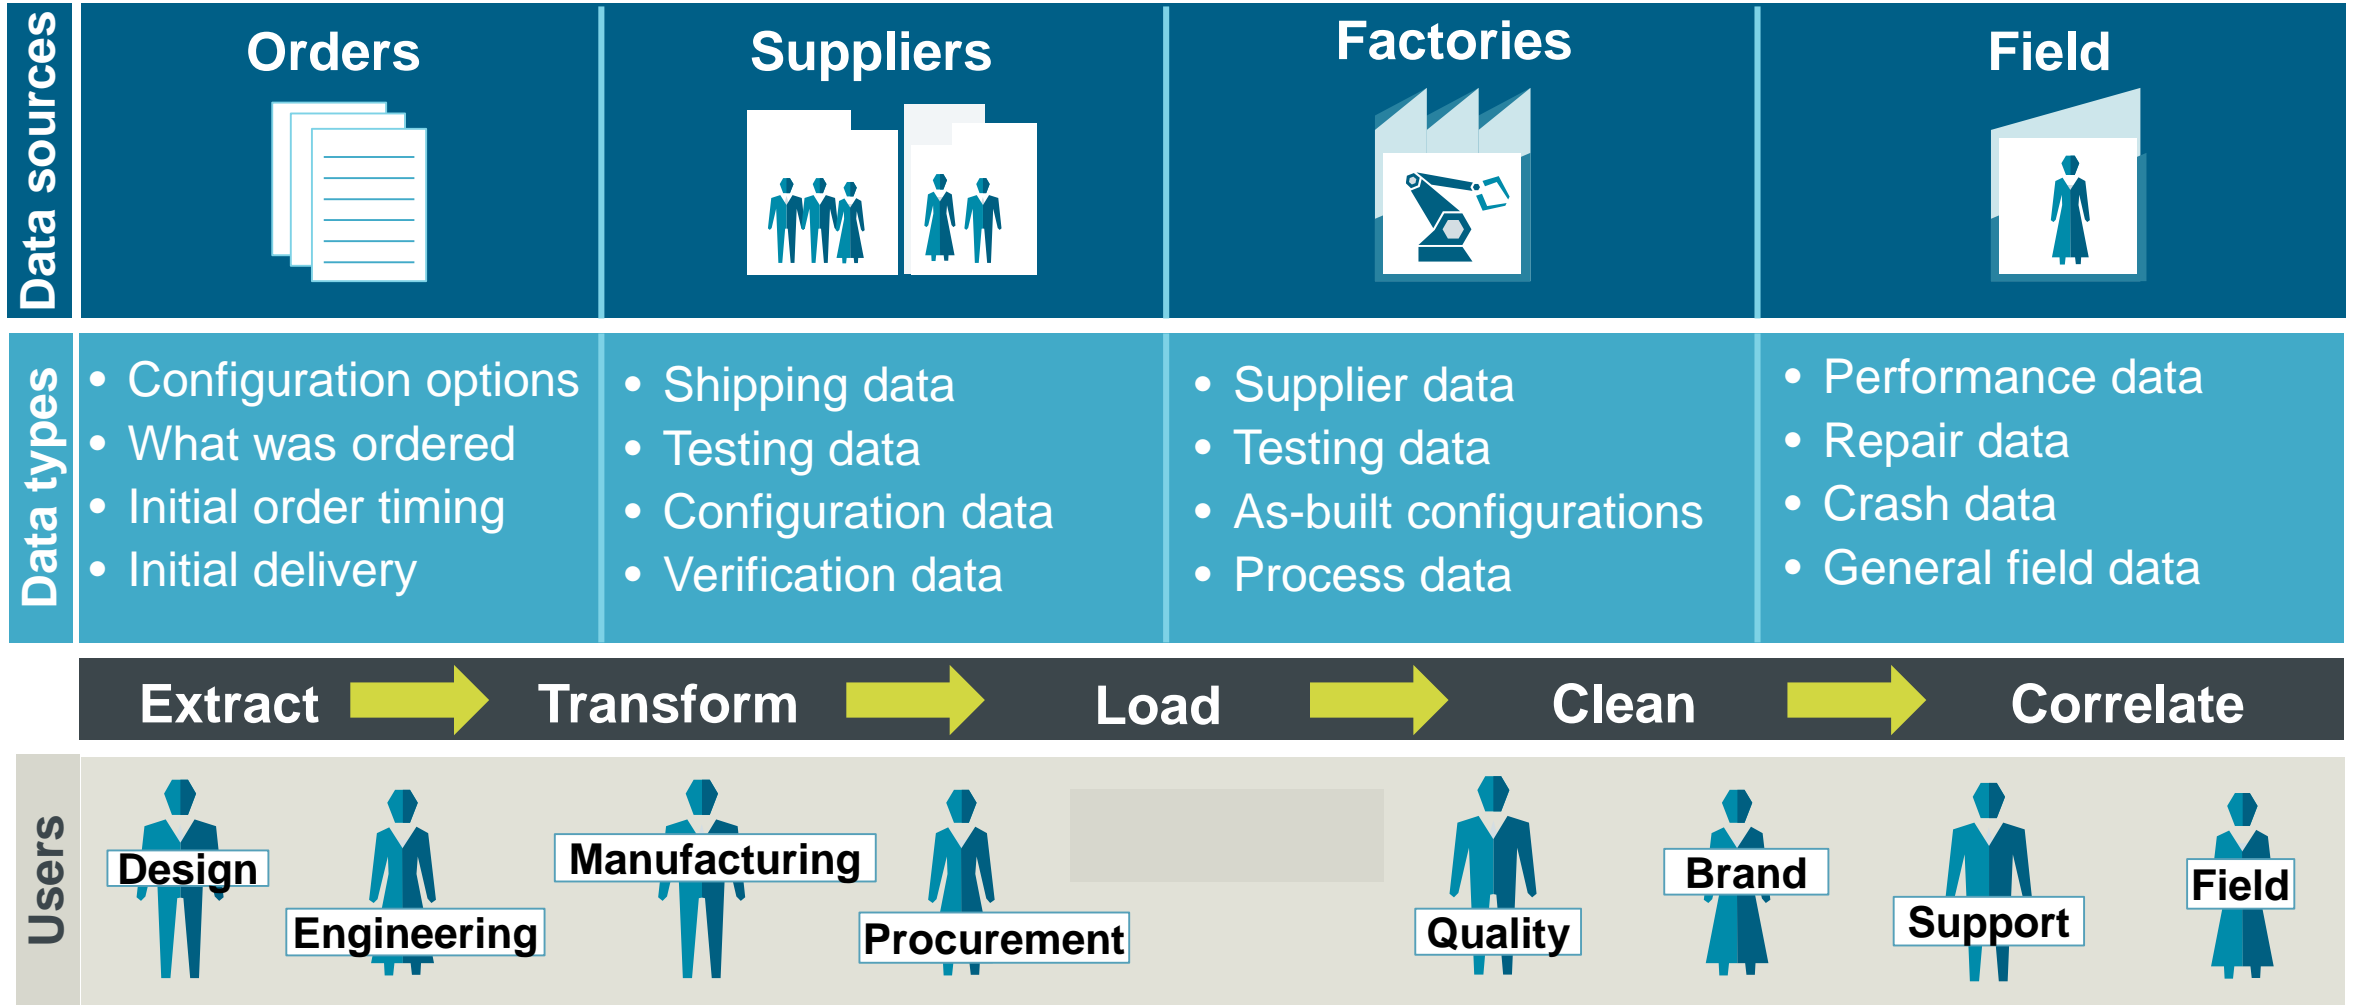 Data sources
Orders
Suppliers
Factories
Field
Data types
• Configuration options
• What was ordered
• Initial order timing
• Initial delivery
• Shipping data
• Testing data
• Configuration data
• Verification data
• Supplier data
• Testing data
• As-built configurations
• Process data
• Performance data
• Repair data
• Crash data
• General field data
Extract
Transform
Load
Clean
Correlate
Users
Design
Engineering
Manufacturing
Procurement
Quality
Brand
Support
Field